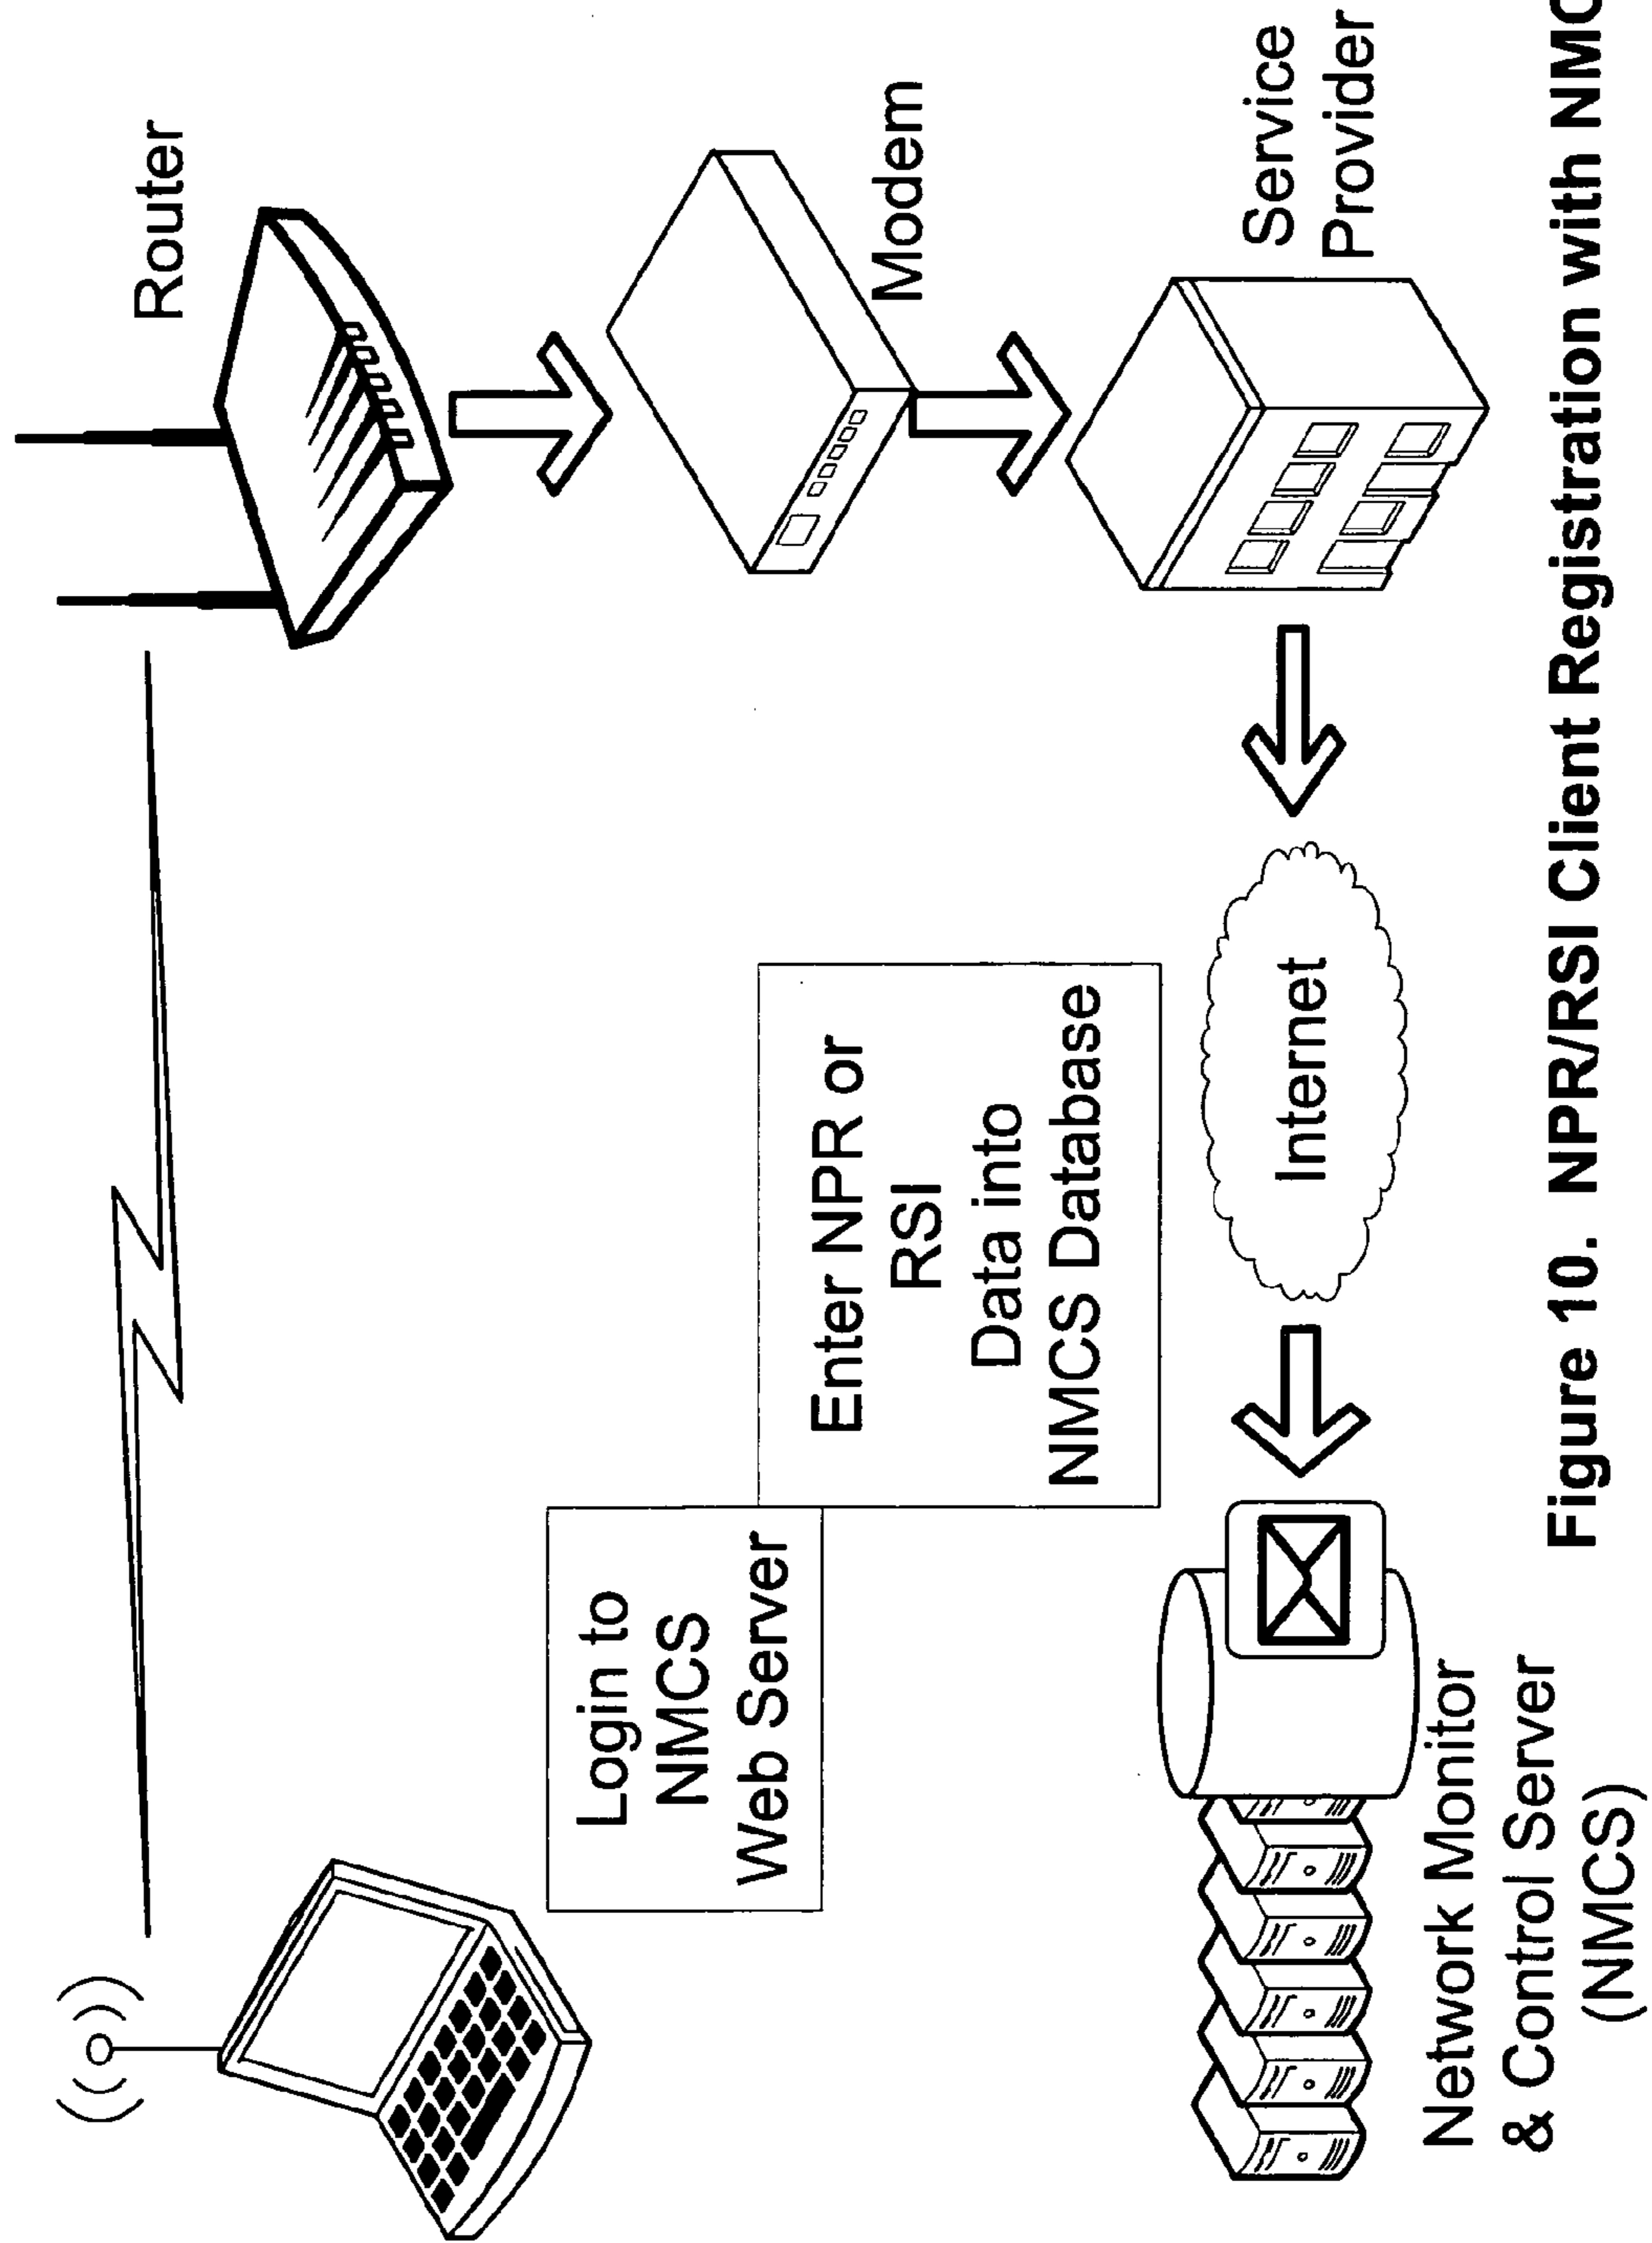 Router
Modem
Service
Provider
Login to
NMCS
Web Server
Enter NPR or
RSI
Data into
NMCS Database
Internet
Network Monitor
& Control Server
(NMCS)
Figure 10. NPR/RSI Client Registration with